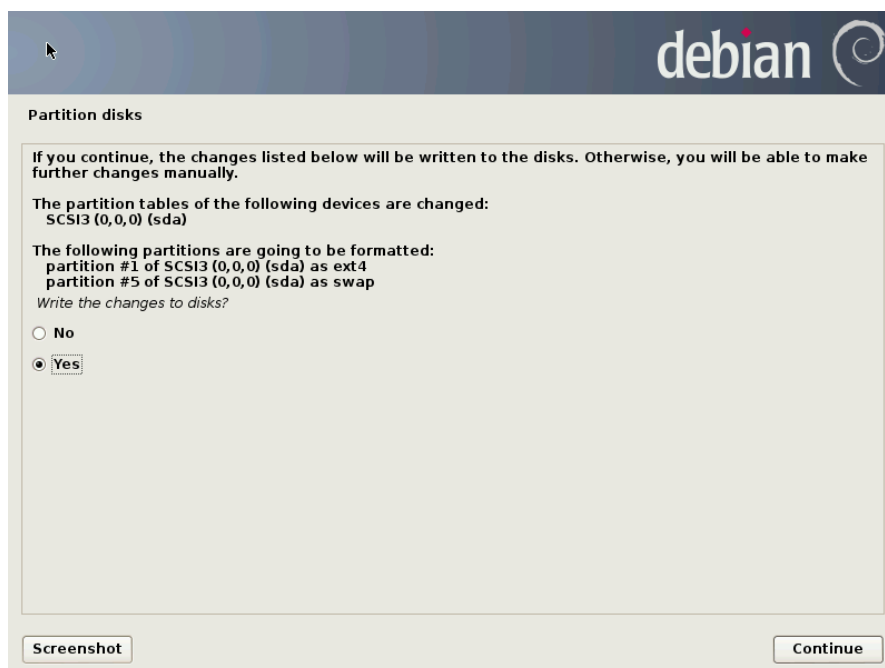 debian
Partition disks
If you continue, the changes listed below will be written to the disks. Otherwise, you will be able to make
further changes manually.
The partition tables of the following devices are changed:
SCSI3 (0,0,0) (sda)
The following partitions are going to be formatted:
partition #1 of SCSI3 (0,0,0) (sda) as ext4
partition #5 of SCSI3 (0,0,0) (sda) as swap
Write the changes to disks?
No
Yes
Screenshot
Continue